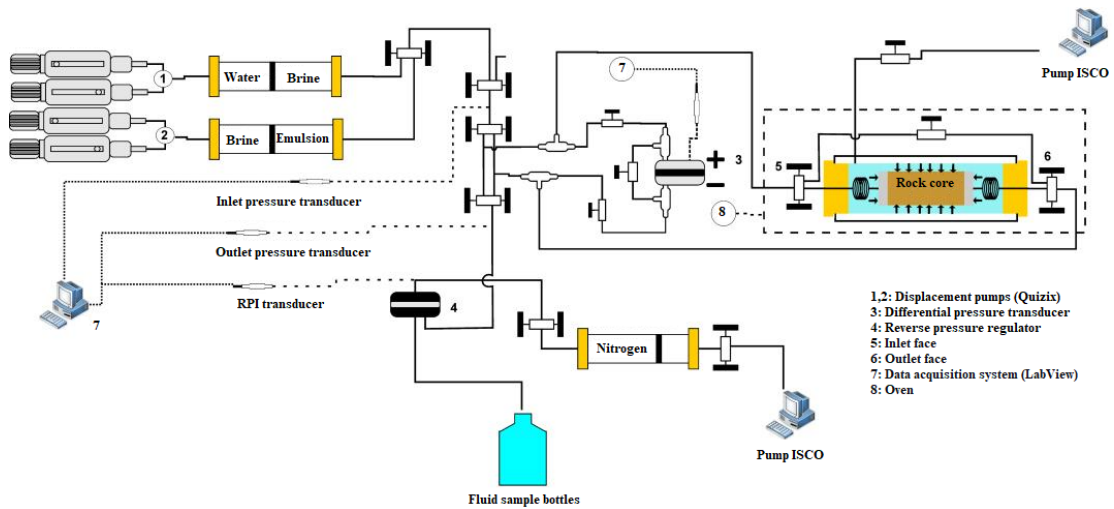 Pump ISCO
1
Water
Brine
2
Brine
Emulsion
7
3
5
6
Rock core
8
Inlet pressure transducer
Outlet pressure transducer
RPI transducer
7
4
Nitrogen
Pump ISCO
Fluid sample bottles
1,2: Displacement pumps (Quizix)
3: Differential pressure transducer
4: Reverse pressure regulator
5: Inlet face
6: Outlet face
7: Data acquisition system (LabView)
8: Oven